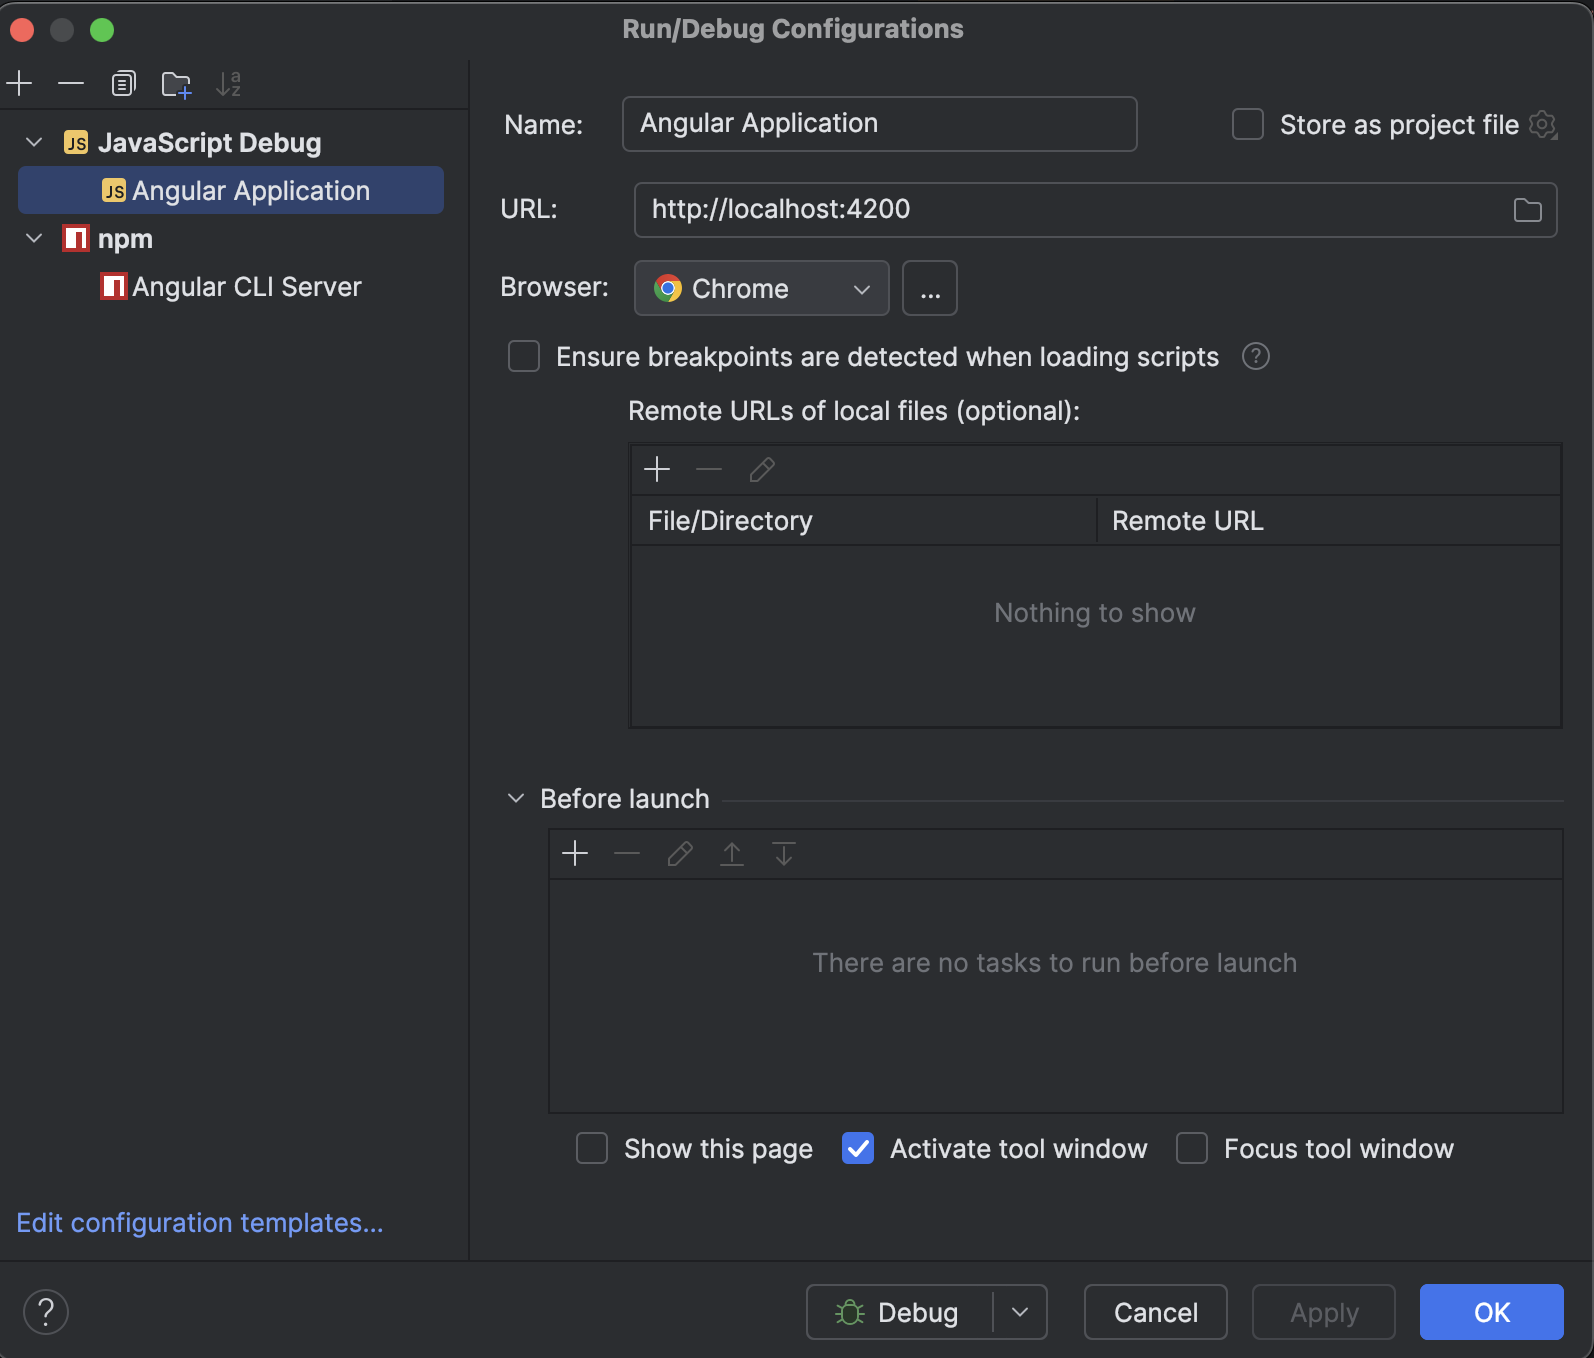 Run/Debug Configurations
JS JavaScript Debug
JS Angular Application
npm
Angular CLI Server
Edit configuration templates...
Name: Angular Application
Store as project file
URL: http://localhost:4200
Browser: Chrome ...
Ensure breakpoints are detected when loading scripts ?
Remote URLs of local files (optional):
File/Directory Remote URL
Nothing to show
Before launch
There are no tasks to run before launch
Show this page Activate tool window Focus tool window
? Debug Cancel Apply OK